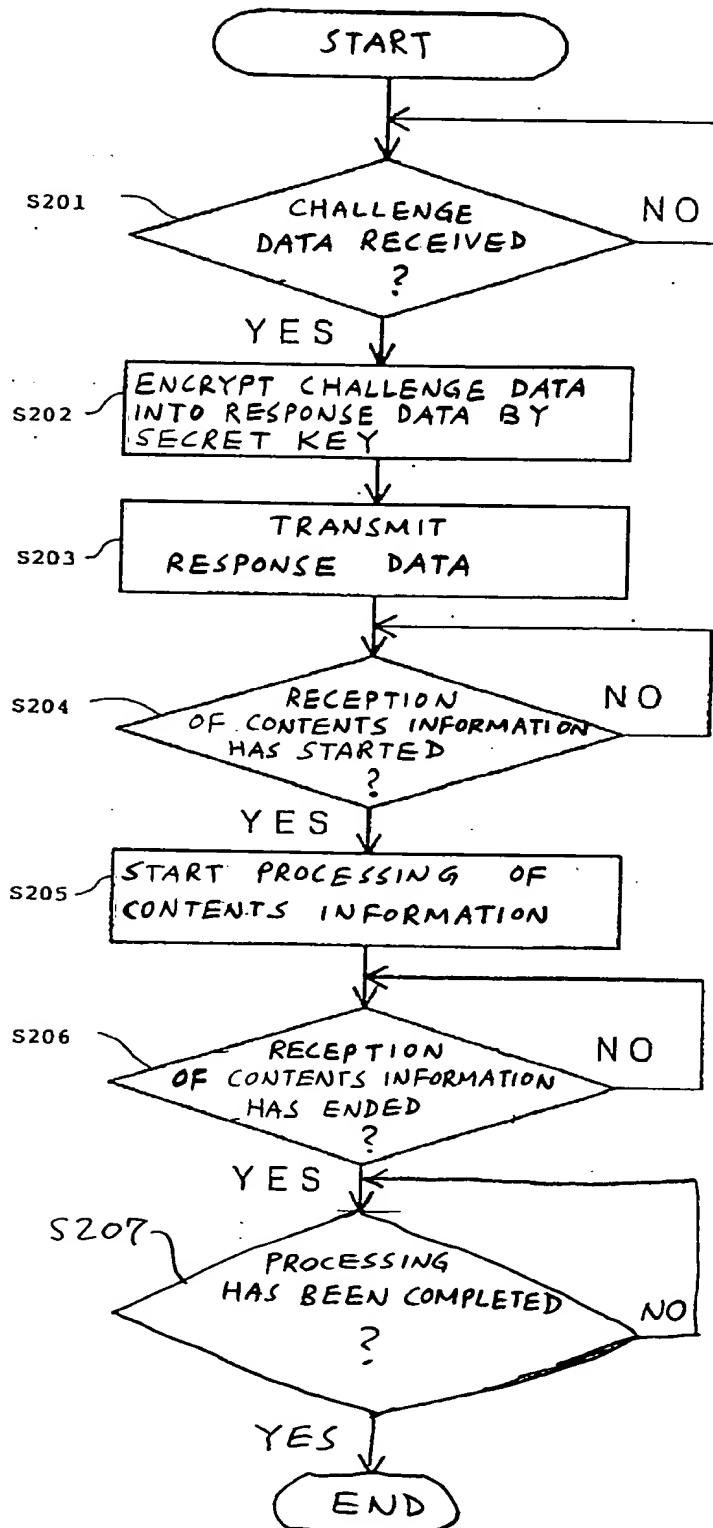 START
S201
CHALLENGE
DATA RECEIVED
?
NO
YES
S202
ENCRYPT CHALLENGE DATA
INTO RESPONSE DATA BY
SECRET KEY
S203
TRANSMIT
RESPONSE DATA
S204
RECEPTION
OF CONTENTS INFORMATION
HAS STARTED
?
NO
YES
S205
START PROCESSING OF
CONTENTS INFORMATION
S206
RECEPTION
OF CONTENTS INFORMATION
HAS ENDED
?
NO
YES
S207
PROCESSING
HAS BEEN COMPLETED
?
NO
YES
END